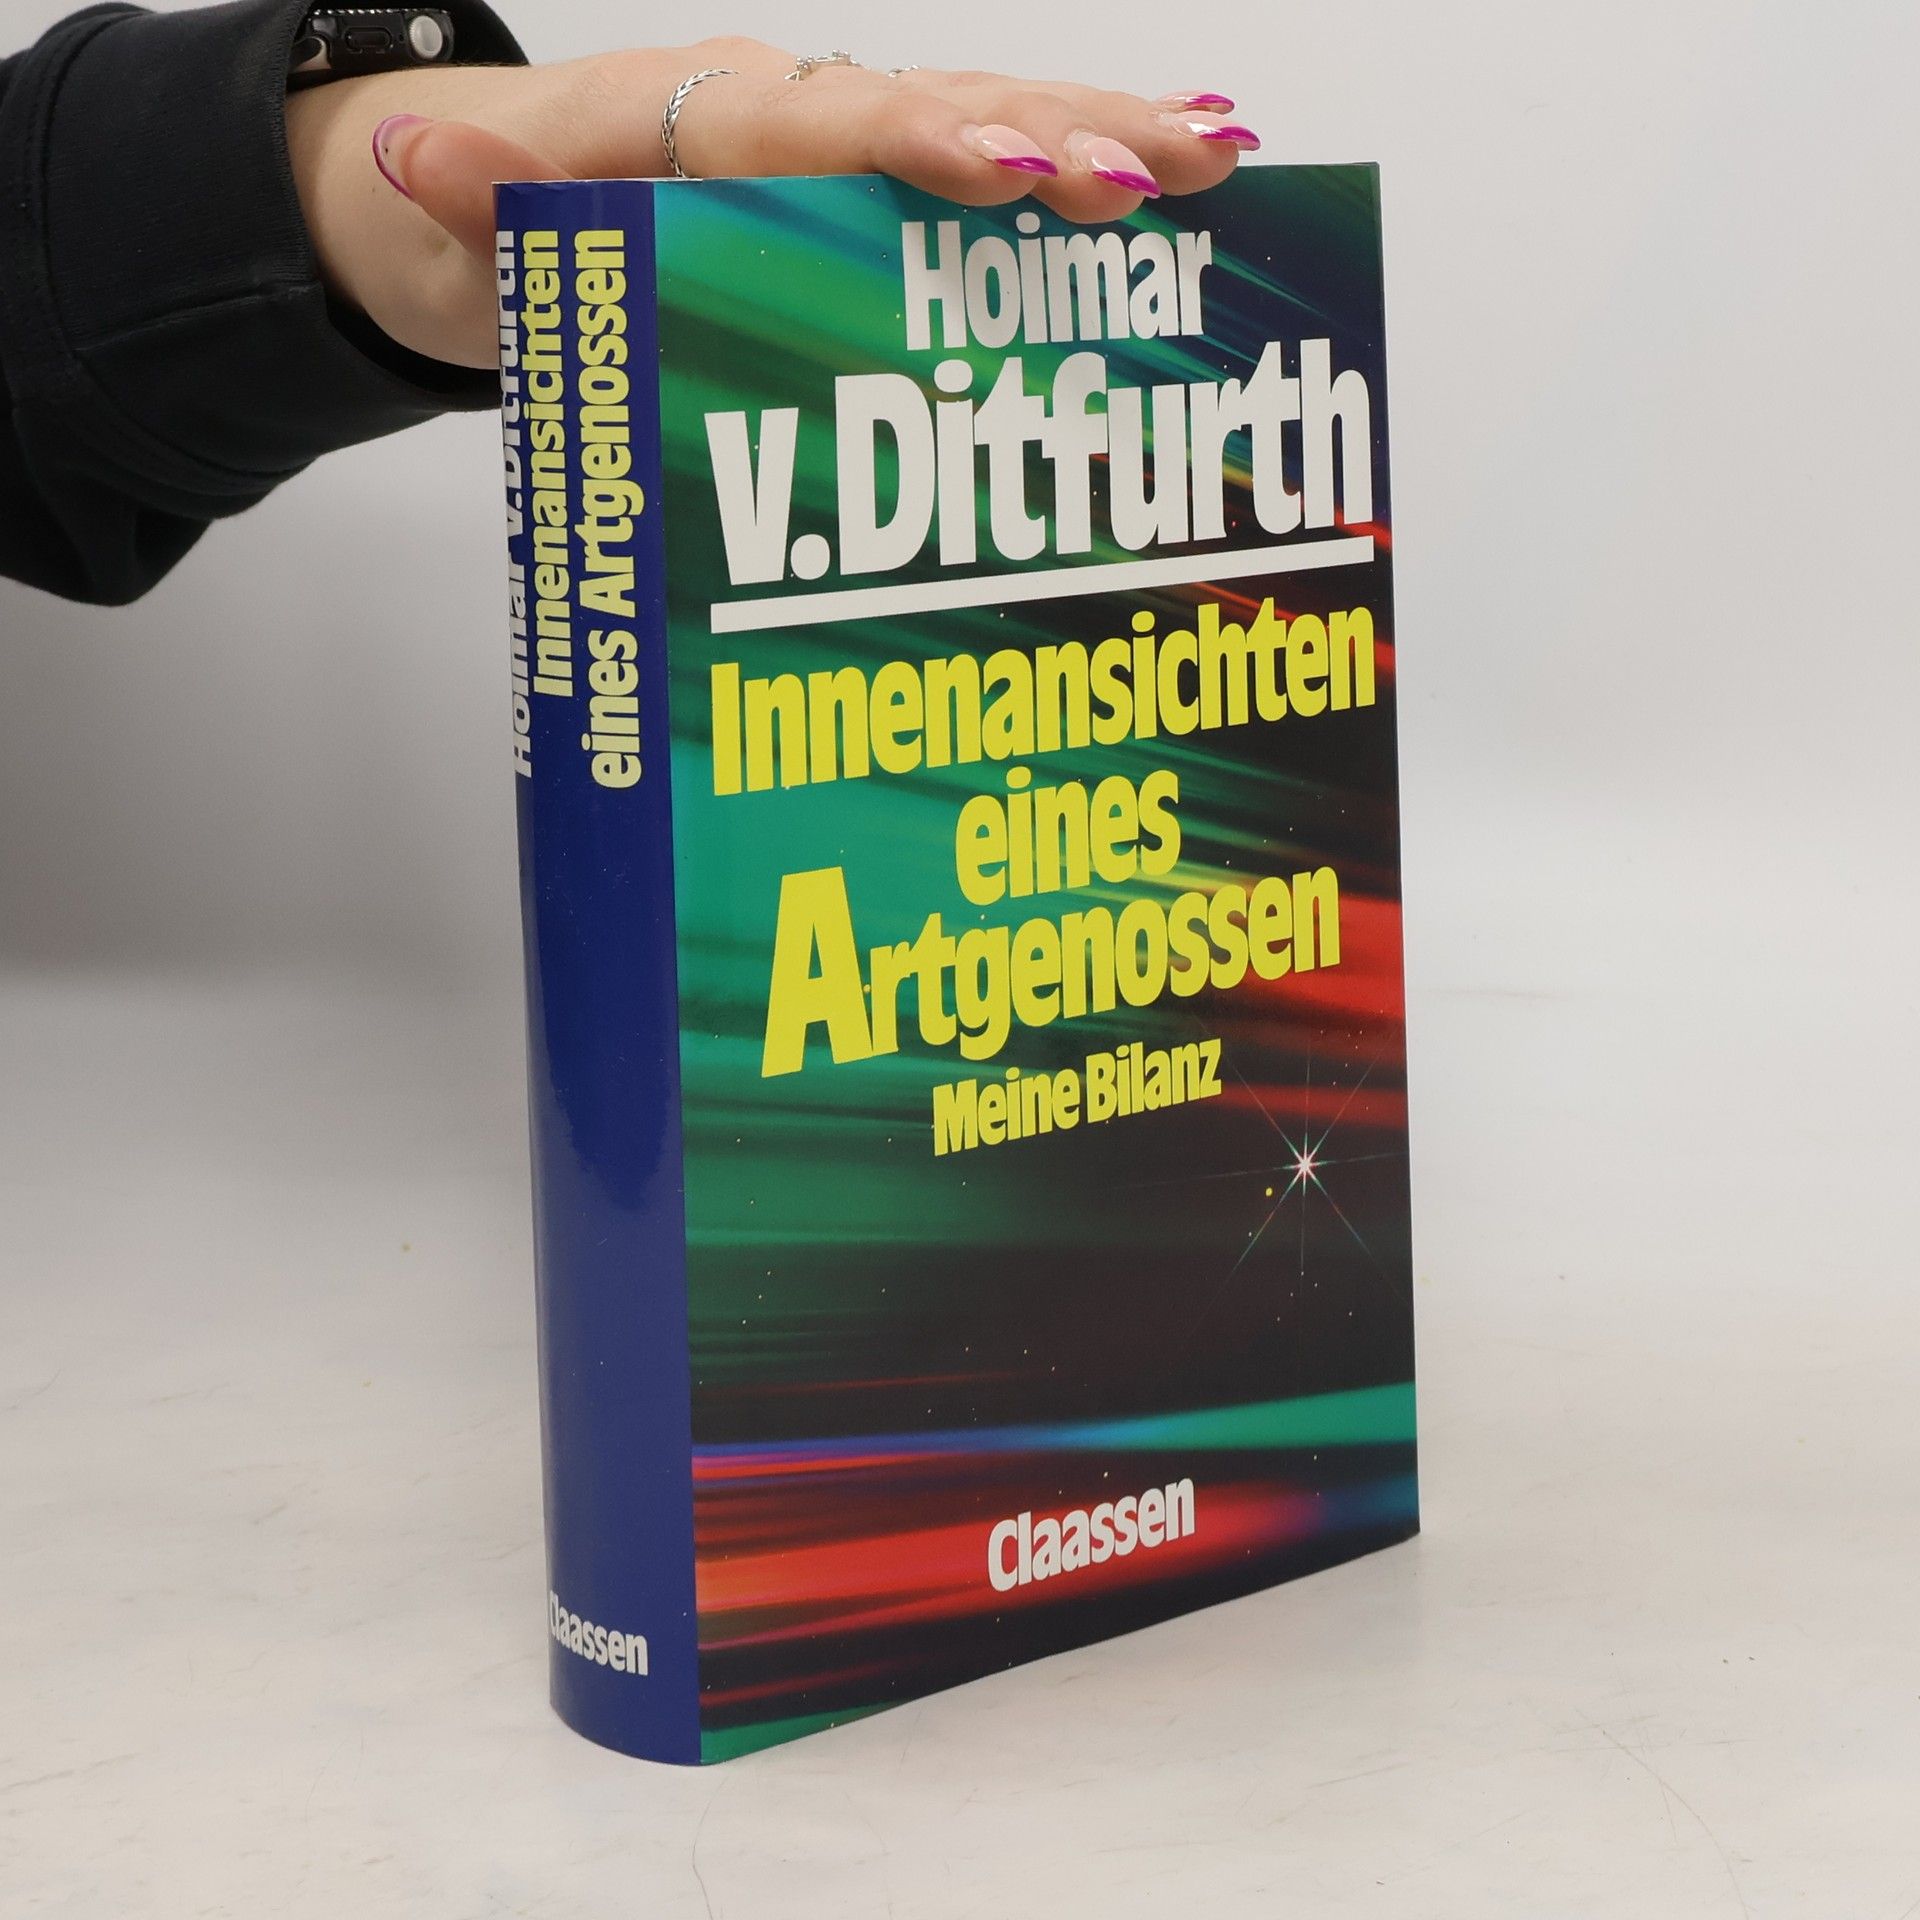 Hoimar
v. Ditfurth
Innenansichten
eines
Artgenossen
Meine Bilanz
Claassen
Hoimar v. Ditfurth
Innenansichten
eines Artgenossen
Claassen